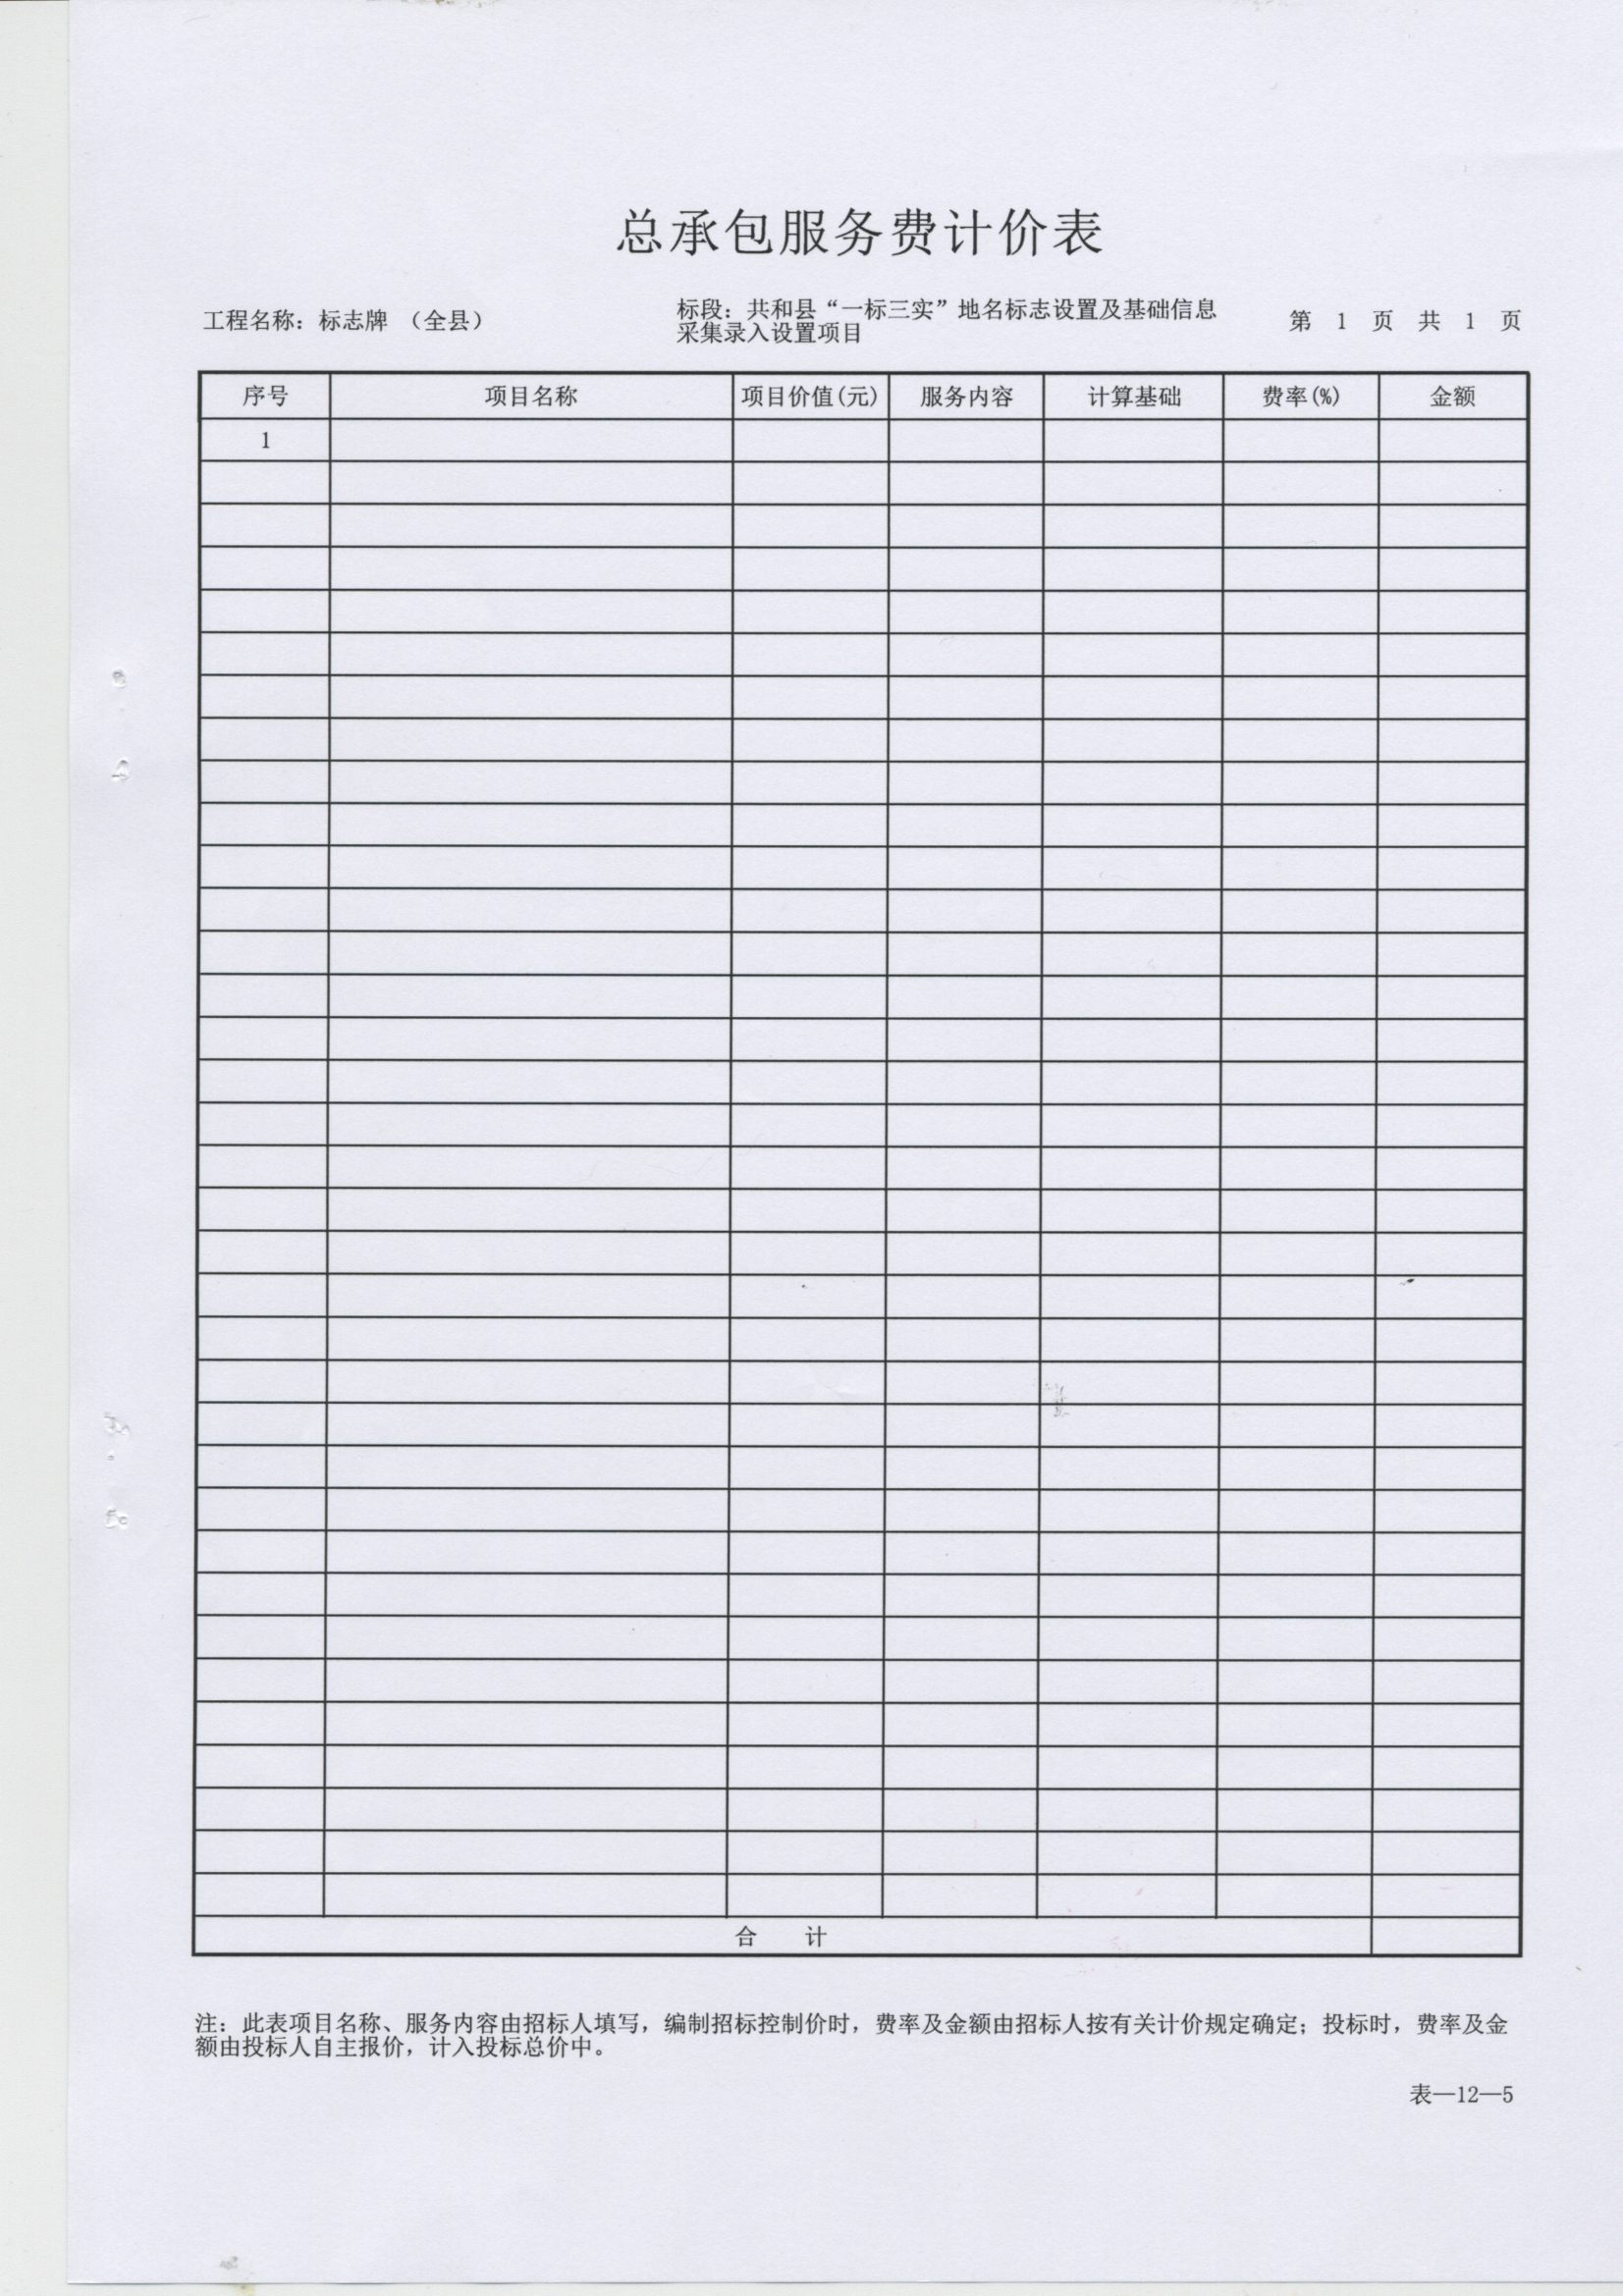 总承包服务费计价表
工程名称：标志牌 （全县）
标段：共和县“一标三实”地名标志设置及基础信息
采集录入设置项目
第 1 页 共 1 页
序号 项目名称 项目价值(元) 服务内容 计算基础 费率(%) 金额
1
合 计
注：此表项目名称、服务内容由招标人填写，编制招标控制价时，费率及金额由招标人按有关计价规定确定；投标时，费率及金
额由投标人自主报价，计入投标总价中。
表—12—5